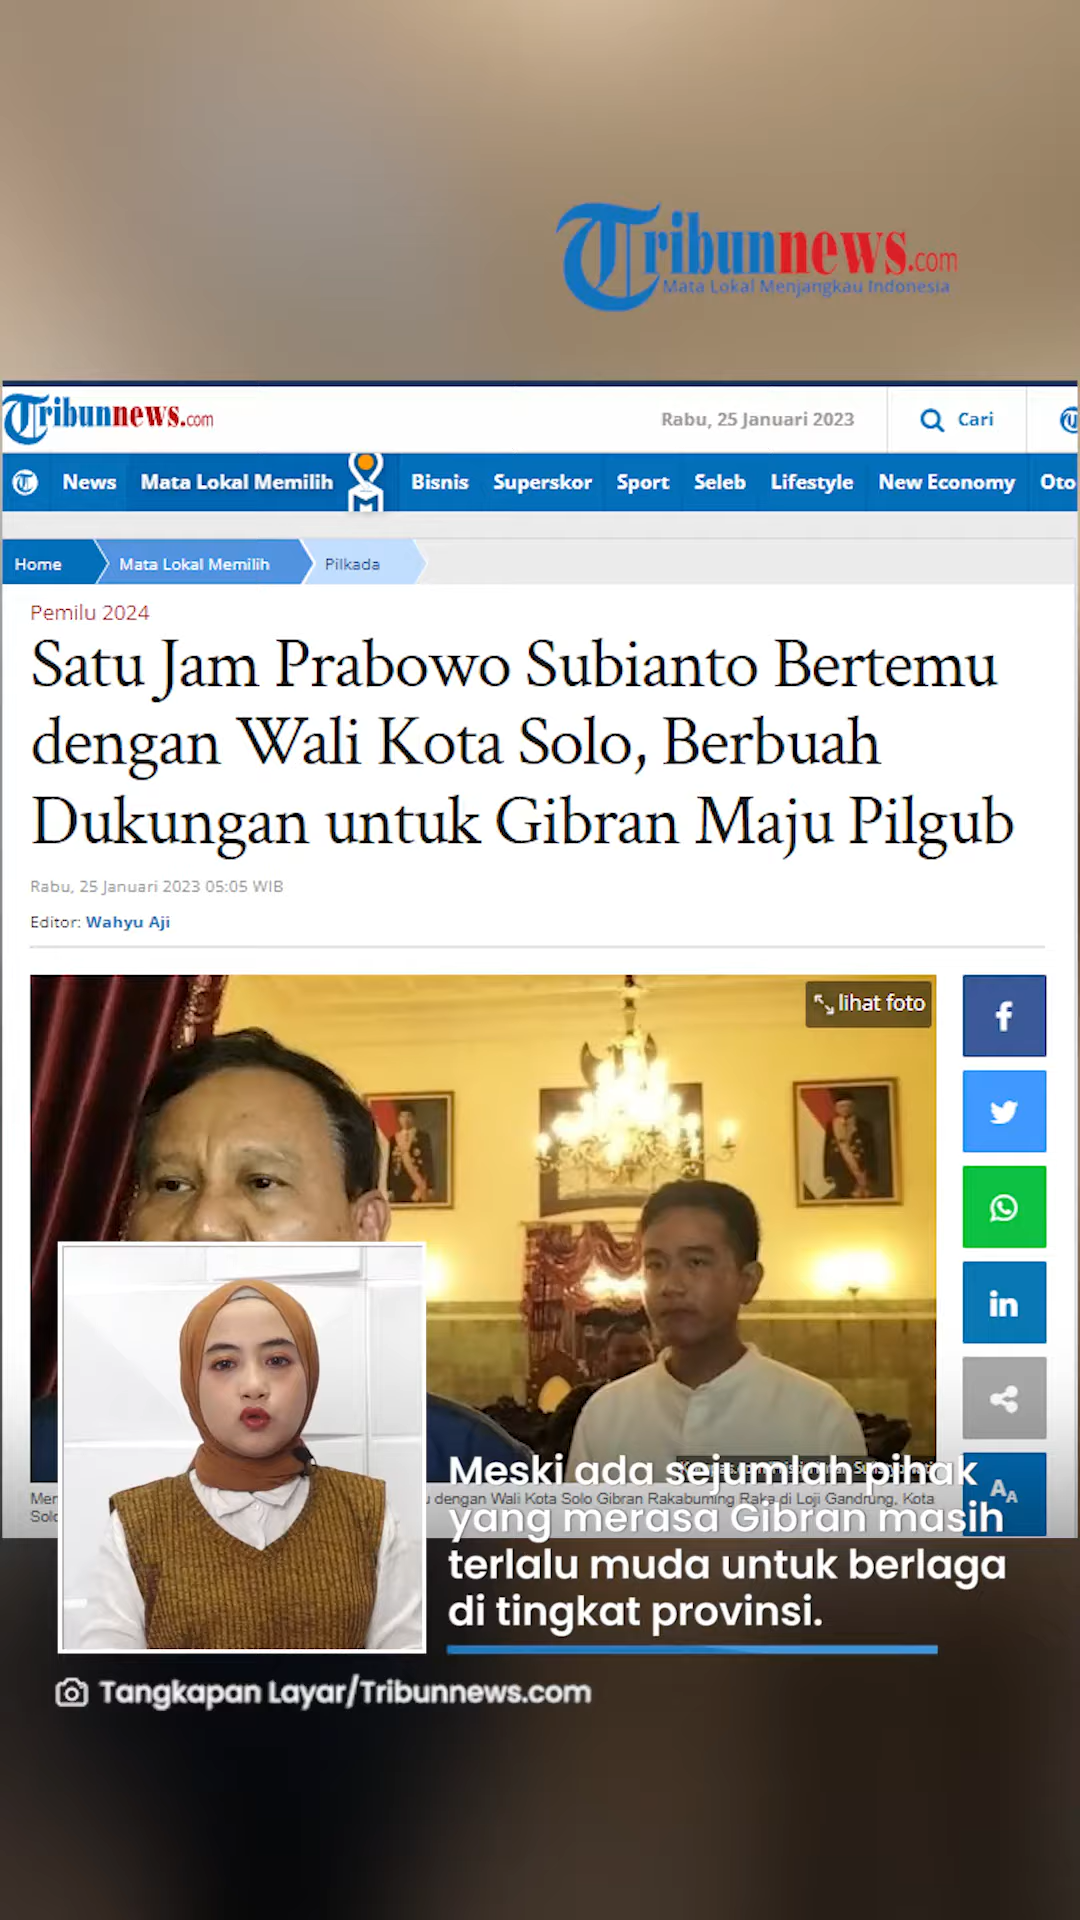 Tribunnews.com
Mata Lokal Menjangkau Indonesia
Tribunnews.com
Rabu, 25 Januari 2023
Cari
News Mata Lokal Memilih Bisnis Superskor Sport Seleb Lifestyle New Economy Oto
Home Mata Lokal Memilih Pilkada
Pemilu 2024
Satu Jam Prabowo Subianto Bertemu
dengan Wali Kota Solo, Berbuah
Dukungan untuk Gibran Maju Pilgub
Rabu, 25 Januari 2023 05:05 WIB
Editor: Wahyu Aji
lihat foto
Meski ada sejumlah pihak
yang merasa Gibran masih
terlalu muda untuk berlaga
di tingkat provinsi.
dengan Wali Kota Solo Gibran Rakabuming Raka di Loji Gandrung, Kota
AA
Tangkapan Layar/Tribunnews.com